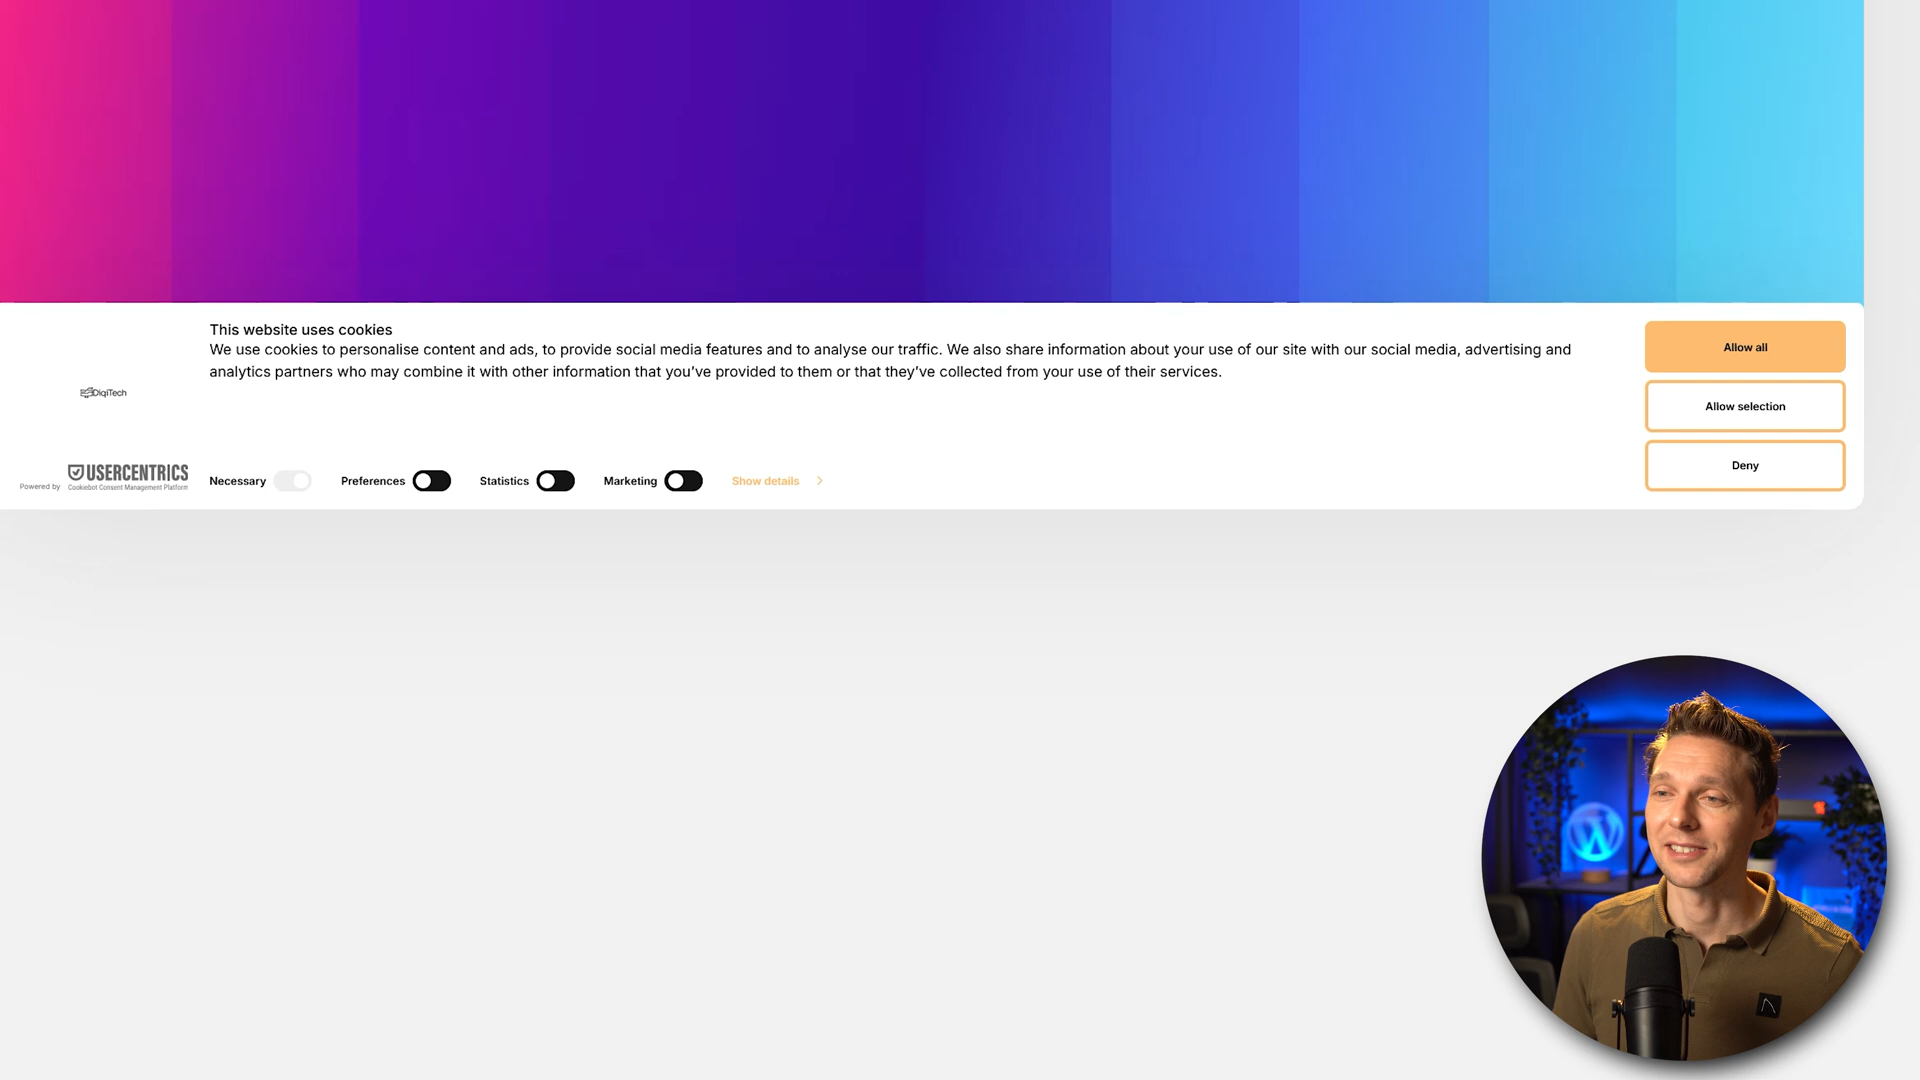 This website uses cookies
We use cookies to personalise content and ads, to provide social media features and to analyse our traffic. We also share information about your use of our site with our social media, advertising and
analytics partners who may combine it with other information that you've provided to them or that they've collected from your use of their services.
DigiTech
Powered by
USERCENTRICS
Cookiebot Consent Management Platform
Necessary
Preferences
Statistics
Marketing
Show details
Allow all
Allow selection
Deny